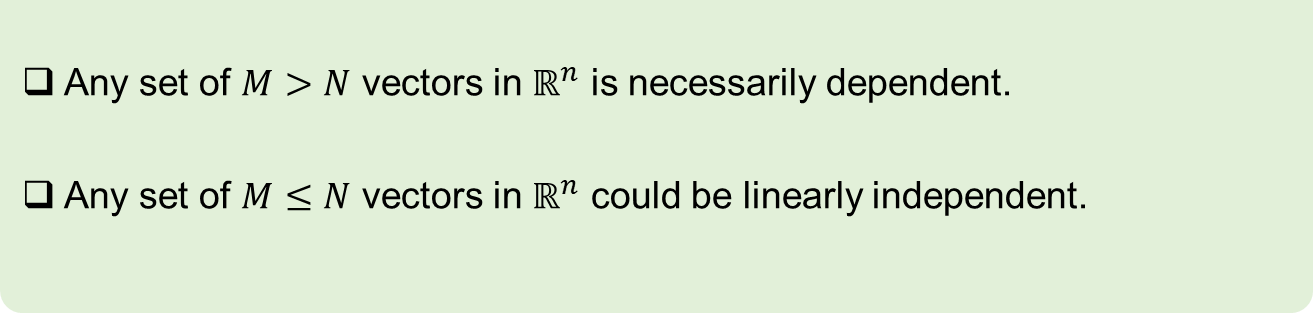 ❑ Any set of 𝑀 > 𝑁 vectors in ℝⁿ is necessarily dependent.
❑ Any set of 𝑀 ≤ 𝑁 vectors in ℝⁿ could be linearly independent.